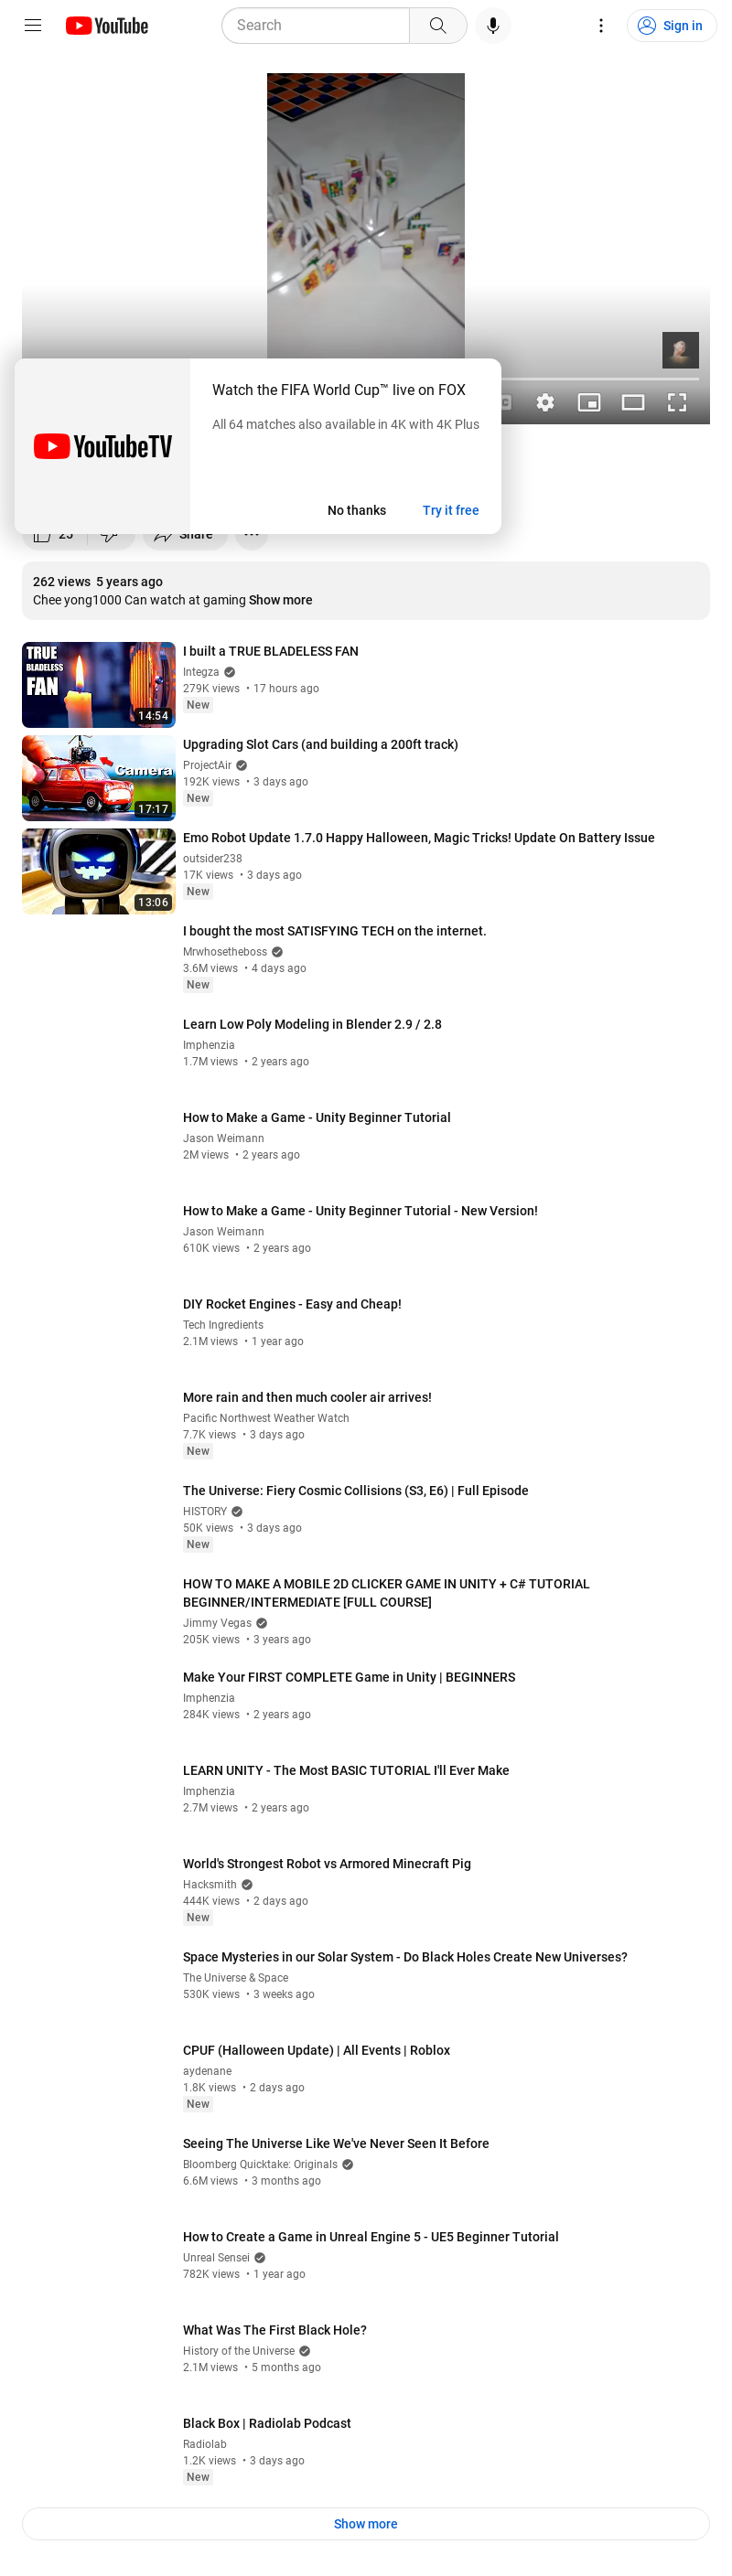 YouTube
Search
Sign in
Watch the FIFA World Cup™ live on FOX
All 64 matches also available in 4K with 4K Plus
YouTubeTV
No thanks
Try it free
25
Share
262 views 5 years ago
Chee yong1000 Can watch at gaming Show more
TRUE
BLADELESS
FAN
14:54
I built a TRUE BLADELESS FAN
Integza
279K views • 17 hours ago
New
Camera
17:17
Upgrading Slot Cars (and building a 200ft track)
ProjectAir
192K views • 3 days ago
New
13:06
Emo Robot Update 1.7.0 Happy Halloween, Magic Tricks! Update On Battery Issue
outsider238
17K views • 3 days ago
New
I bought the most SATISFYING TECH on the internet.
Mrwhosetheboss
3.6M views • 4 days ago
New
Learn Low Poly Modeling in Blender 2.9 / 2.8
Imphenzia
1.7M views • 2 years ago
How to Make a Game - Unity Beginner Tutorial
Jason Weimann
2M views • 2 years ago
How to Make a Game - Unity Beginner Tutorial - New Version!
Jason Weimann
610K views • 2 years ago
DIY Rocket Engines - Easy and Cheap!
Tech Ingredients
2.1M views • 1 year ago
More rain and then much cooler air arrives!
Pacific Northwest Weather Watch
7.7K views • 3 days ago
New
The Universe: Fiery Cosmic Collisions (S3, E6) | Full Episode
HISTORY
50K views • 3 days ago
New
HOW TO MAKE A MOBILE 2D CLICKER GAME IN UNITY + C# TUTORIAL
BEGINNER/INTERMEDIATE [FULL COURSE]
Jimmy Vegas
205K views • 3 years ago
Make Your FIRST COMPLETE Game in Unity | BEGINNERS
Imphenzia
284K views • 2 years ago
LEARN UNITY - The Most BASIC TUTORIAL I'll Ever Make
Imphenzia
2.7M views • 2 years ago
World's Strongest Robot vs Armored Minecraft Pig
Hacksmith
444K views • 2 days ago
New
Space Mysteries in our Solar System - Do Black Holes Create New Universes?
The Universe & Space
530K views • 3 weeks ago
CPUF (Halloween Update) | All Events | Roblox
aydenane
1.8K views • 2 days ago
New
Seeing The Universe Like We've Never Seen It Before
Bloomberg Quicktake: Originals
6.6M views • 3 months ago
How to Create a Game in Unreal Engine 5 - UE5 Beginner Tutorial
Unreal Sensei
782K views • 1 year ago
What Was The First Black Hole?
History of the Universe
2.1M views • 5 months ago
Black Box | Radiolab Podcast
Radiolab
1.2K views • 3 days ago
New
Show more